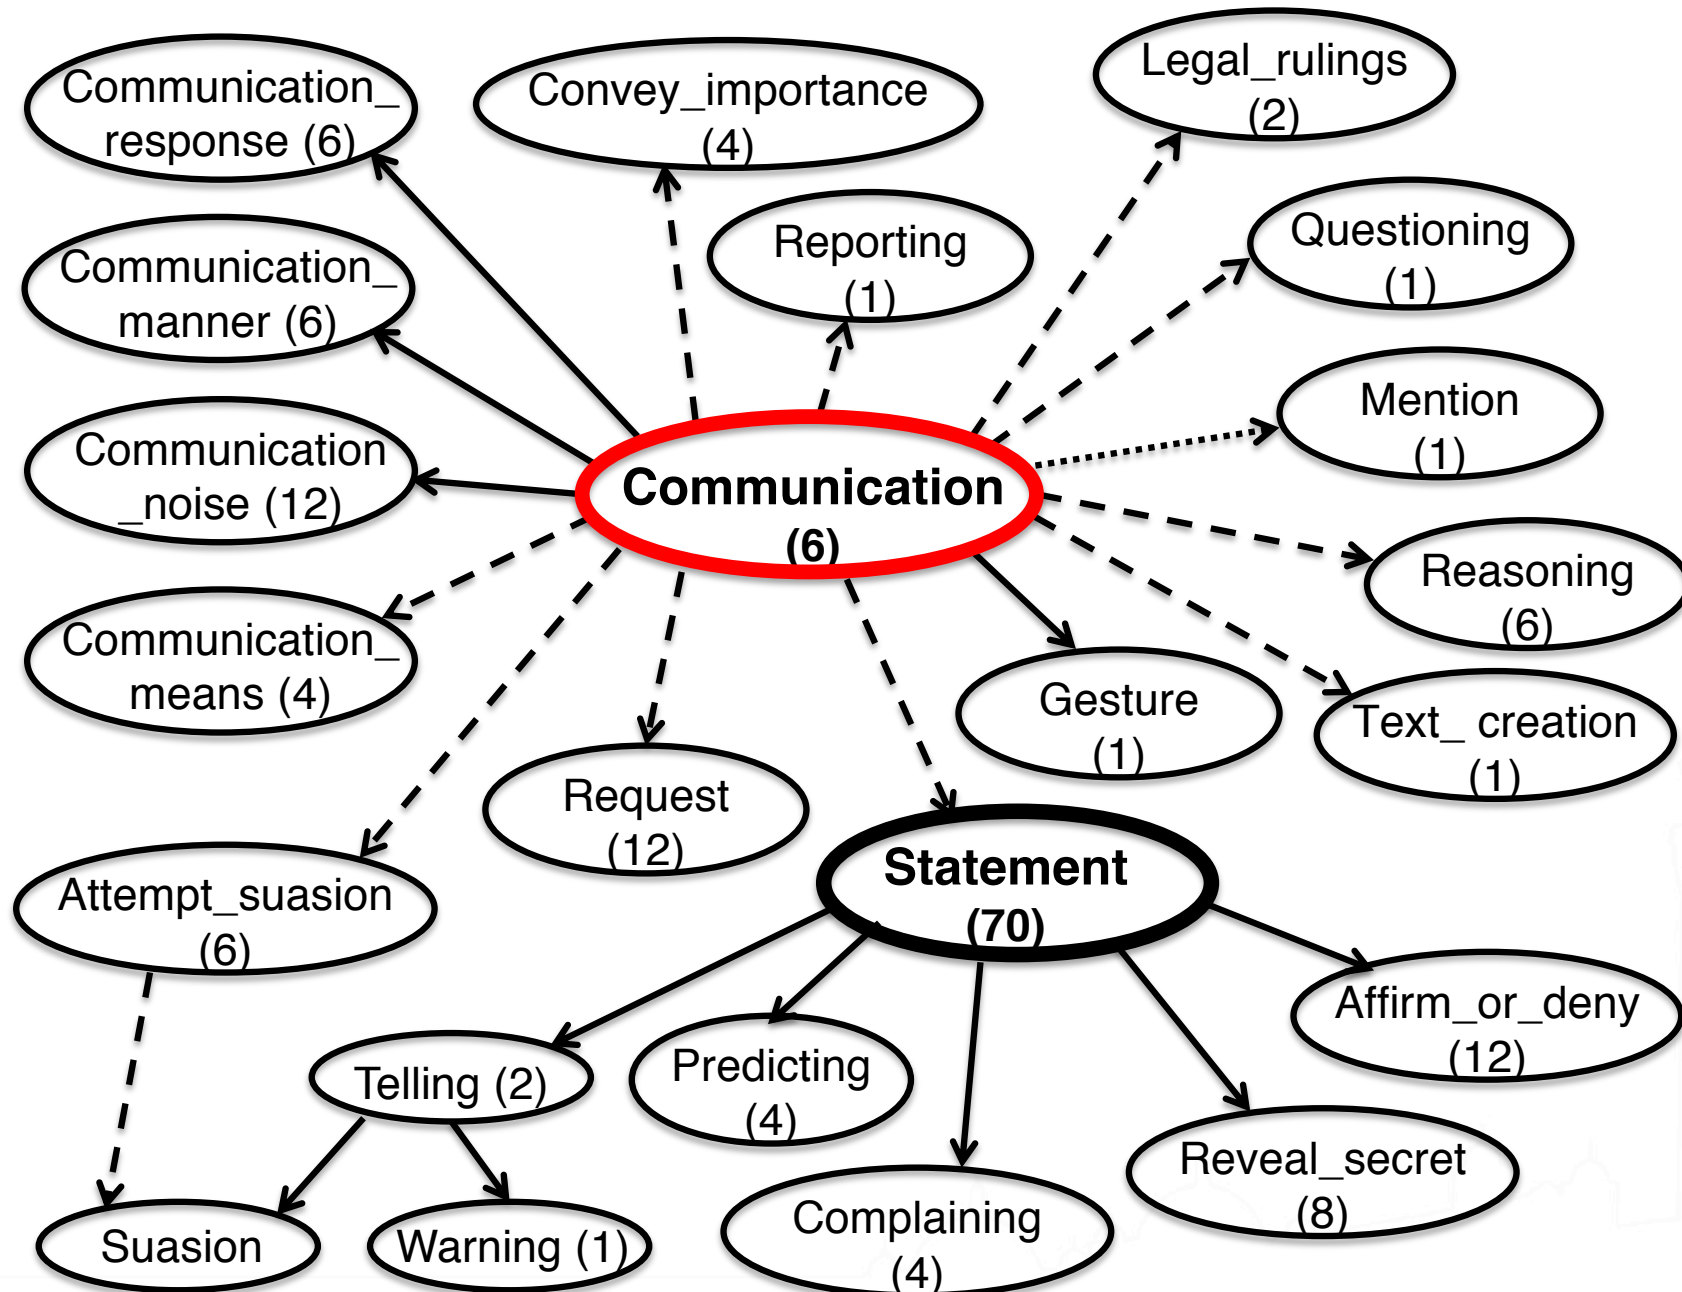 Communication_
response (6)
Convey_importance
(4)
Legal_rulings
(2)
Communication_
manner (6)
Reporting
(1)
Questioning
(1)
Communication
_noise (12)
Communication
(6)
Mention
(1)
Communication_
means (4)
Reasoning
(6)
Gesture
(1)
Text_ creation
(1)
Request
(12)
Attempt_suasion
(6)
Statement
(70)
Telling (2)
Predicting
(4)
Affirm_or_deny
(12)
Suasion
Warning (1)
Complaining
(4)
Reveal_secret
(8)